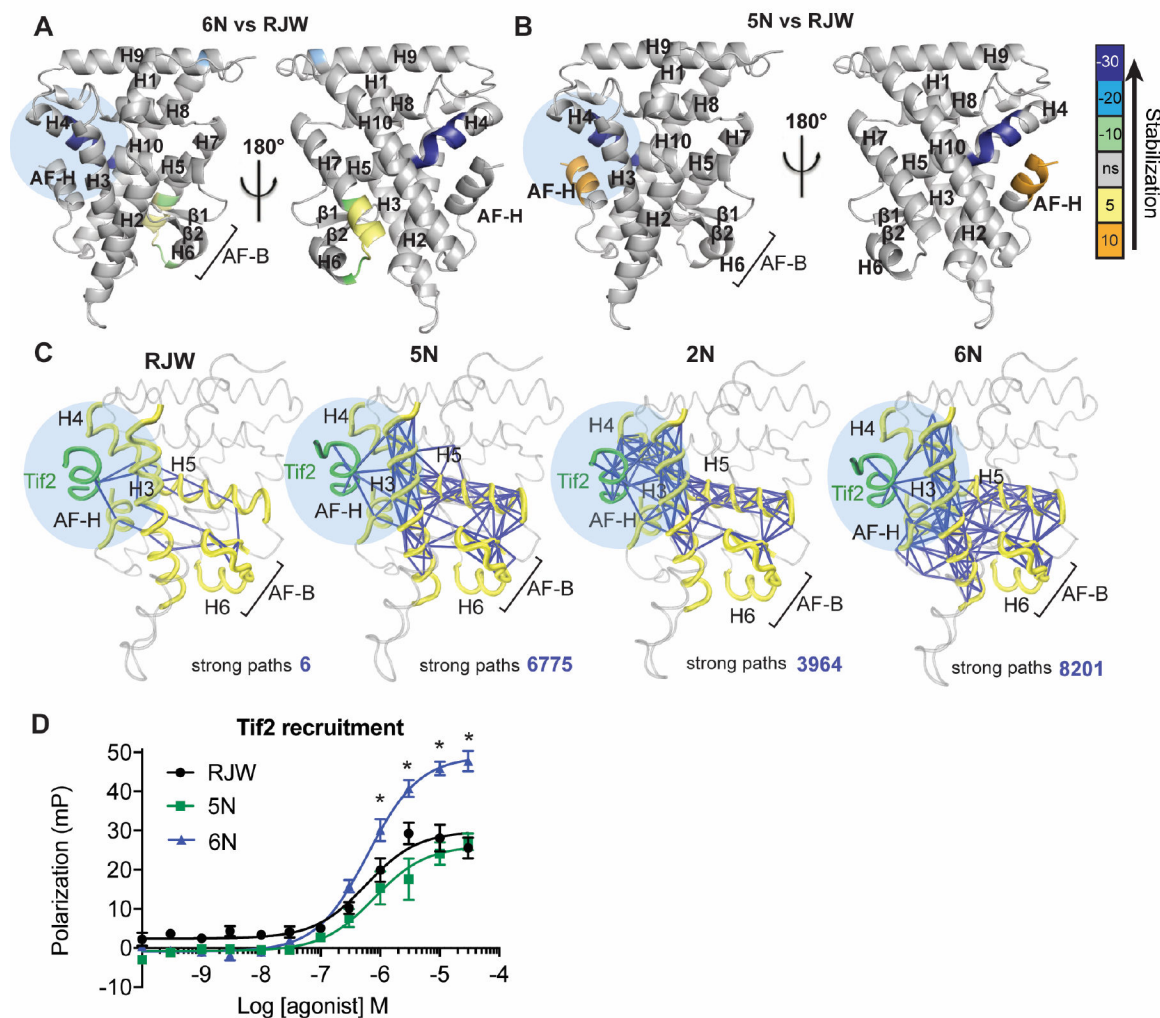 A
6N vs RJW
H9
H1
H8
H4
H10
H7
H5
AF-H
H3
β1
H2
β2
H6
AF-B
180°
H9
H1
H8
H4
H10
H7
H5
β1
H3
AF-H
β2
H2
H6
B
5N vs RJW
H9
H1
H8
H4
H10
H7
H5
AF-H
H3
β1
H2
β2
H6
AF-B
180°
H9
H1
H8
H4
H7
H10
H5
H3
AF-H
β1
β2
H2
H6
-30
-20
-10
ns
5
10
Stabilization
C
RJW
H4
Tif2
H5
H3
AF-H
AF-B
H6
strong paths 6
5N
H4
H5
Tif2
H3
AF-H
AF-B
H6
strong paths 6775
2N
H4
H5
Tif2
H3
AF-H
AF-B
H6
strong paths 3964
6N
H4
H5
Tif2
H3
AF-H
AF-B
H6
strong paths 8201
D
Tif2 recruitment
50
40
30
20
10
0
-10
Polarization (mP)
RJW
5N
6N
* * * *
-9 -8 -7 -6 -5 -4
Log [agonist] M